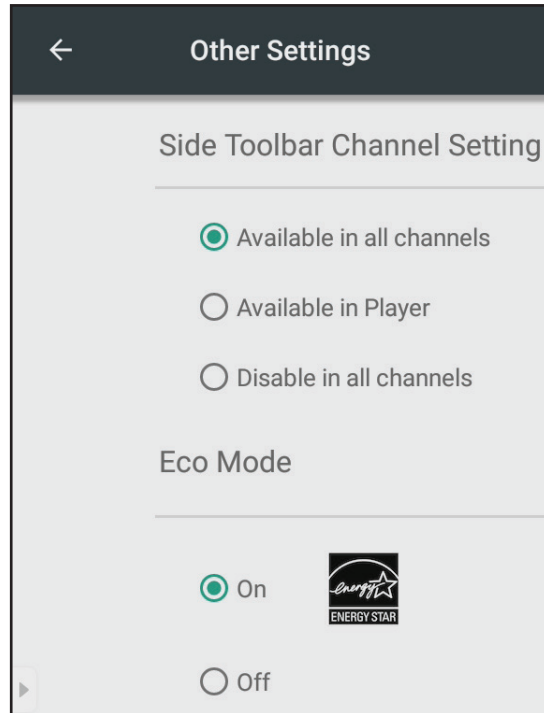 Other Settings
Side Toolbar Channel Setting
Available in all channels
Available in Player
Disable in all channels
Eco Mode
On
energy
ENERGY STAR
Off